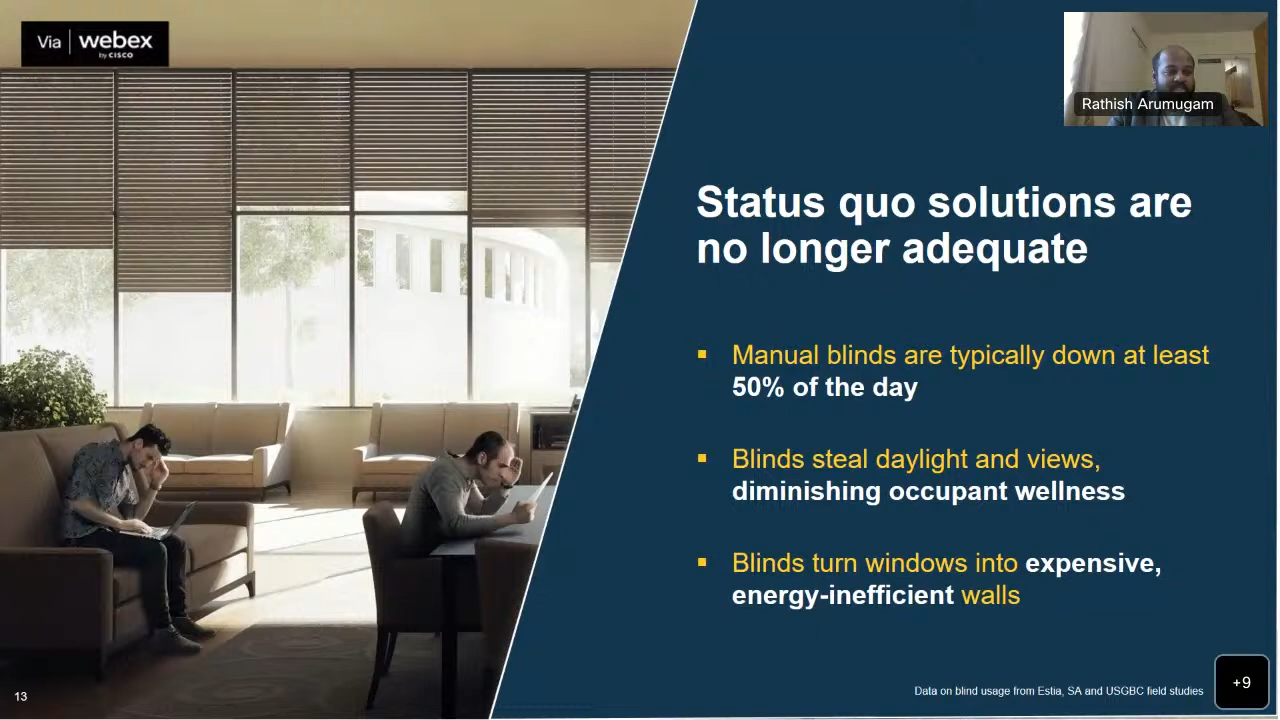 Via webex
by CISCO
Rathish Arumugam
Status quo solutions are
no longer adequate
▪ Manual blinds are typically down at least
50% of the day
▪ Blinds steal daylight and views,
diminishing occupant wellness
▪ Blinds turn windows into expensive,
energy-inefficient walls
13
Data on blind usage from Estia, SA and USGBC field studies
+9